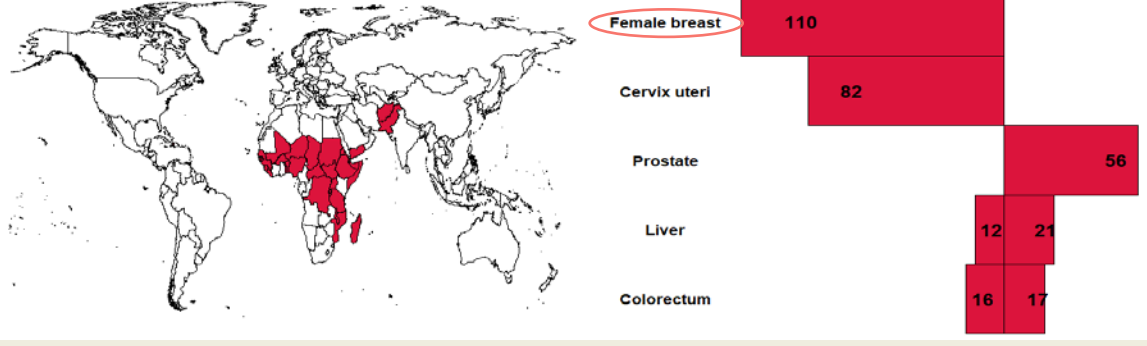 Female breast 110
Cervix uteri 82
Prostate 56
Liver 12 21
Colorectum 16 17